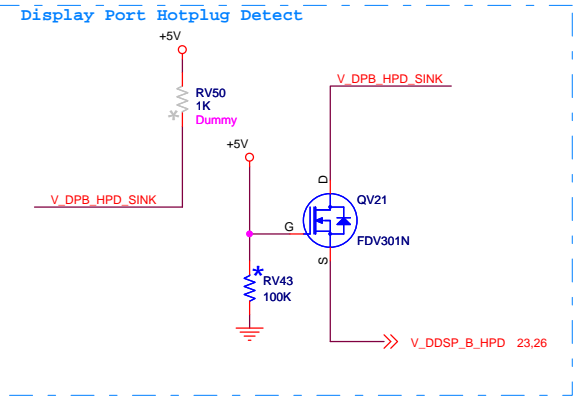 Display Port Hotplug Detect
+5V
RV50
1K
Dummy
*
V_DPB_HPD_SINK
+5V
V_DPB_HPD_SINK
D
QV21
G
FDV301N
S
*
RV43
100K
V_DDSP_B_HPD 23,26